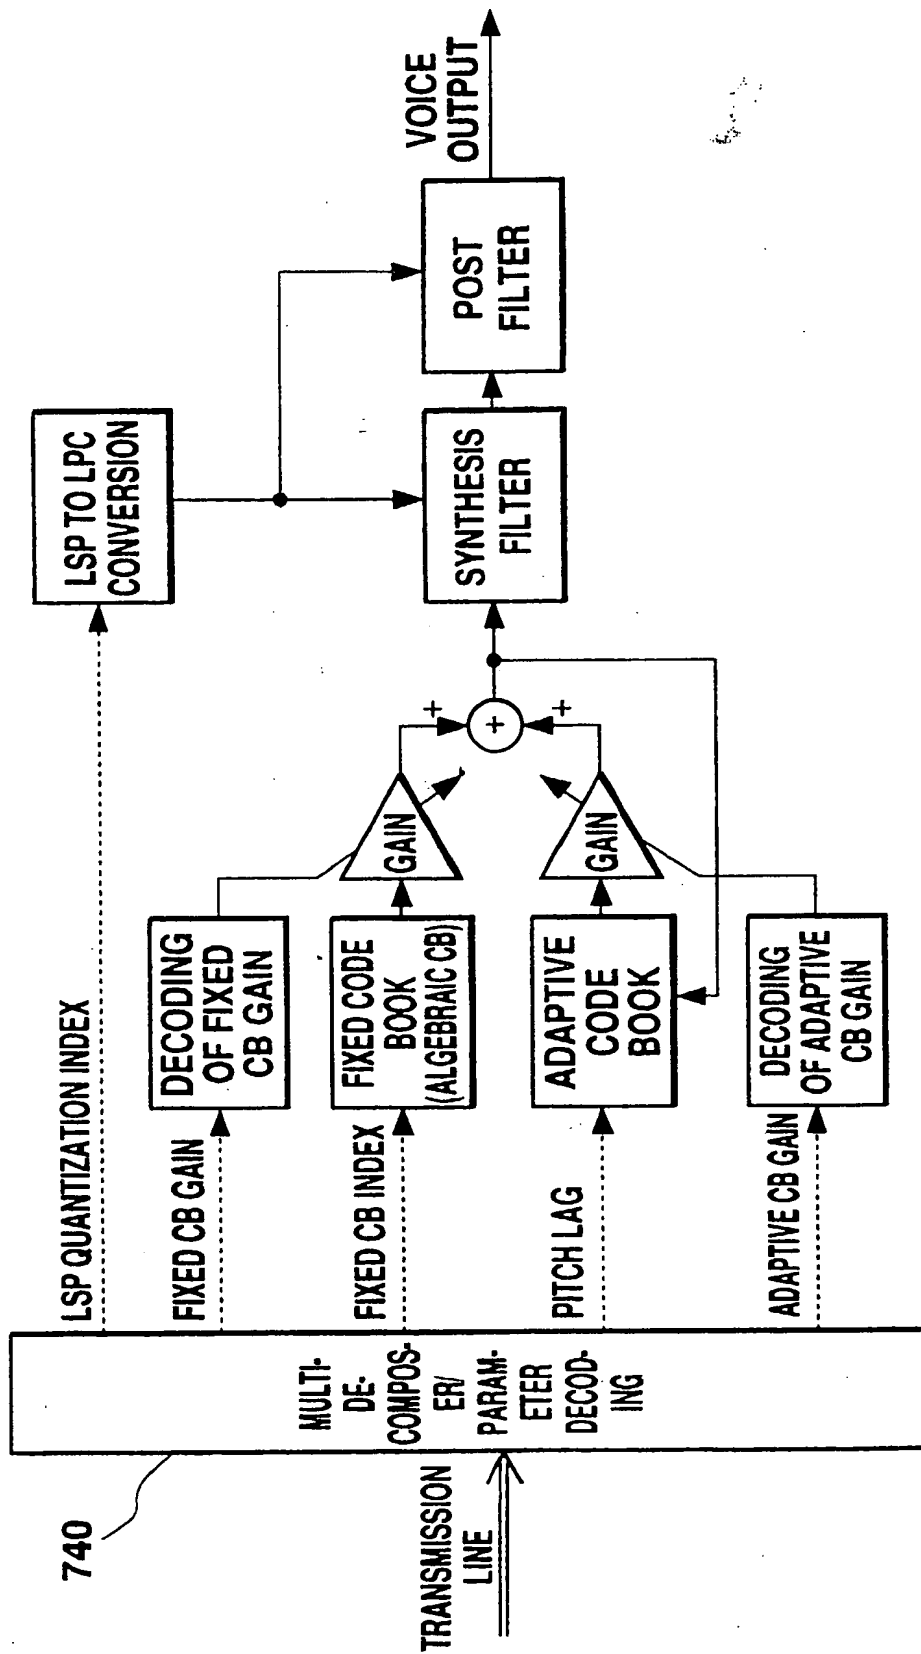 740
TRANSMISSION
LINE
MULTI-
DE-
COMPOS-
ER/
PARAM-
ETER
DECOD-
ING
LSP QUANTIZATION INDEX
FIXED CB GAIN
FIXED CB INDEX
PITCH LAG
ADAPTIVE CB GAIN
DECODING
OF FIXED
CB GAIN
FIXED CODE
BOOK
(ALGEBRAIC CB)
ADAPTIVE
CODE
BOOK
DECODING
OF ADAPTIVE
CB GAIN
GAIN
GAIN
+
+
+
LSP TO LPC
CONVERSION
SYNTHESIS
FILTER
POST
FILTER
VOICE
OUTPUT